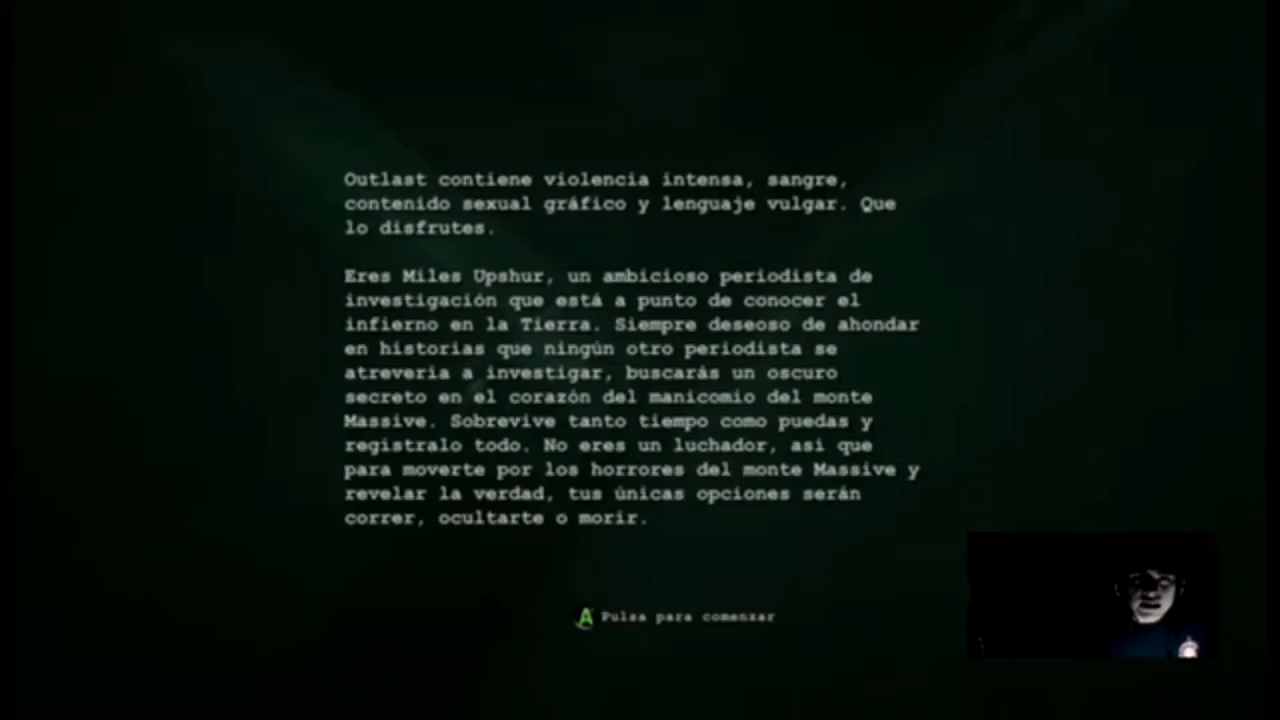 Outlast contiene violencia intensa, sangre,
contenido sexual gráfico y lenguaje vulgar. Que
lo disfrutes.
Eres Miles Upshur, un ambicioso periodista de
investigación que está a punto de conocer el
infierno en la Tierra. Siempre deseoso de ahondar
en historias que ningún otro periodista se
atrevería a investigar, buscarás un oscuro
secreto en el corazón del manicomio del monte
Massive. Sobrevive tanto tiempo como puedas y
regístralo todo. No eres un luchador, así que
para moverte por los horrores del monte Massive y
revelar la verdad, tus únicas opciones serán
correr, ocultarte o morir.
A Pulsa para comenzar